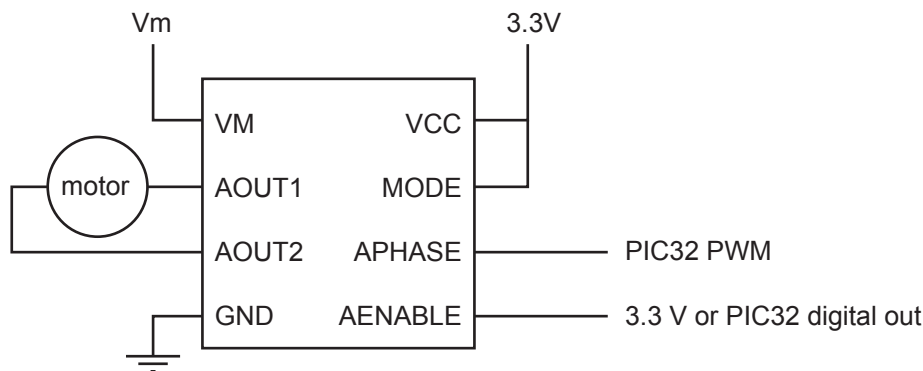 Vm
3.3V
VM
VCC
motor
AOUT1
MODE
AOUT2
APHASE
PIC32 PWM
GND
AENABLE
3.3 V or PIC32 digital out